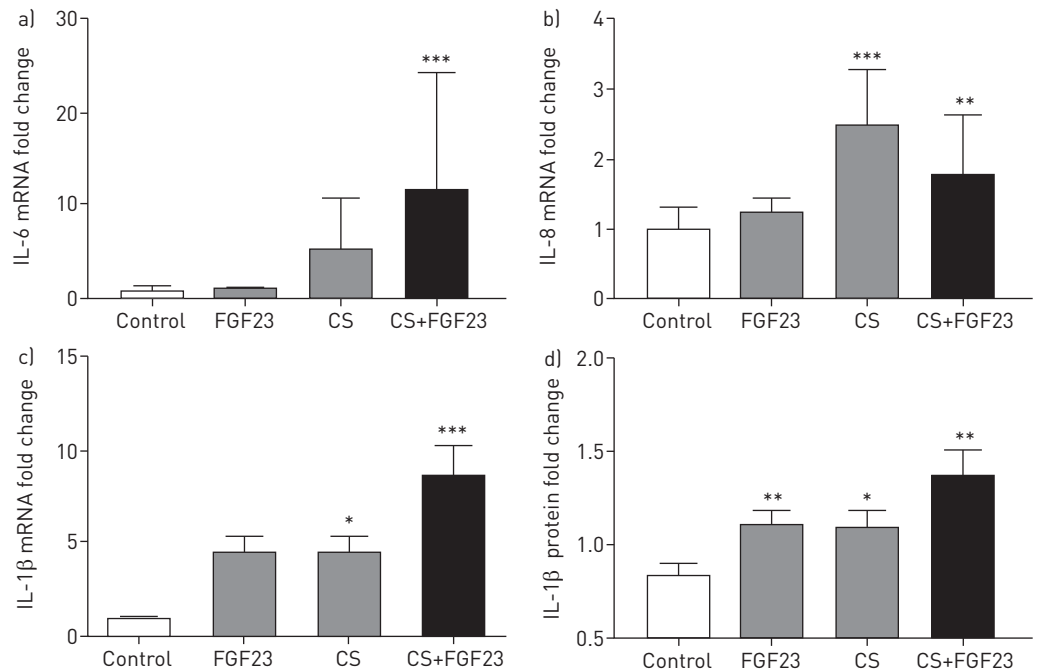 a)
IL-6 mRNA fold change
30
20
10
0
***
Control FGF23 CS CS+FGF23
b)
IL-8 mRNA fold change
4
3
2
1
0
***
**
Control FGF23 CS CS+FGF23
c)
IL-1β mRNA fold change
15
10
5
0
*
***
Control FGF23 CS CS+FGF23
d)
IL-1β protein fold change
2.0
1.5
1.0
0.5
**
*
**
Control FGF23 CS CS+FGF23